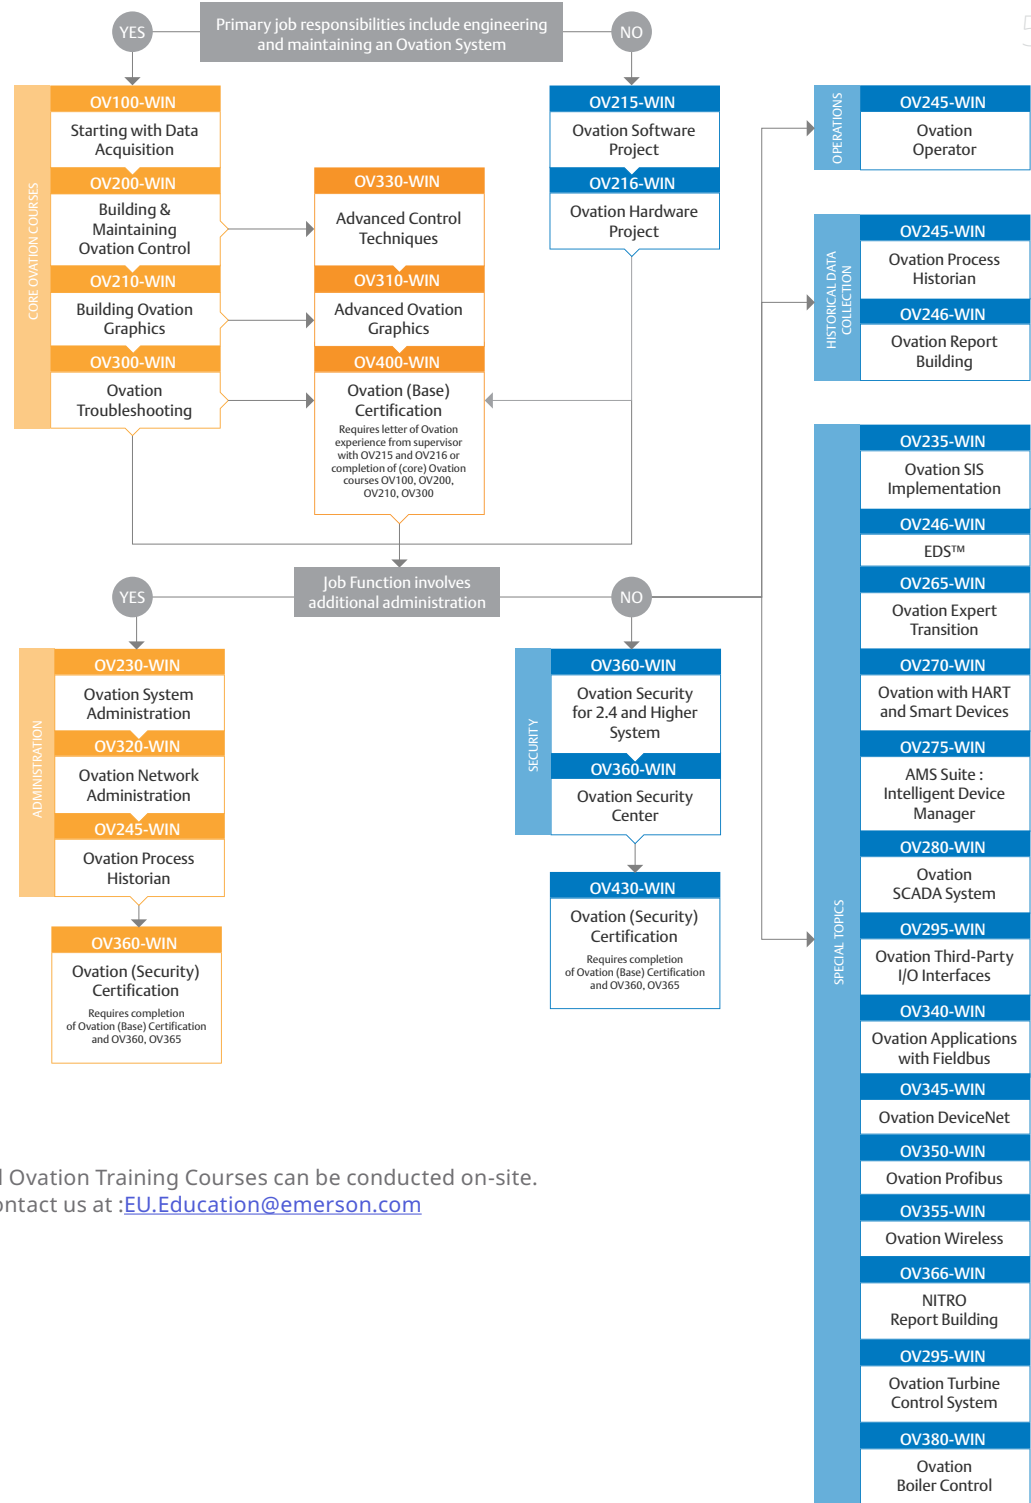 YES
Primary job responsibilities include engineering
and maintaining an Ovation System
NO
CORE OVATION COURSES
OV100-WIN
Starting with Data
Acquisition
OV200-WIN
Building &
Maintaining
Ovation Control
OV210-WIN
Building Ovation
Graphics
OV300-WIN
Ovation
Troubleshooting
OV330-WIN
Advanced Control
Techniques
OV310-WIN
Advanced Ovation
Graphics
OV400-WIN
Ovation (Base)
Certification
Requires letter of Ovation
experience from supervisor
with OV215 and OV216 or
completion of (core) Ovation
courses OV100, OV200,
OV210, OV300
OV215-WIN
Ovation Software
Project
OV216-WIN
Ovation Hardware
Project
OPERATIONS
OV245-WIN
Ovation
Operator
HISTORICAL DATA
COLLECTION
OV245-WIN
Ovation Process
Historian
OV246-WIN
Ovation Report
Building
YES
Job Function involves
additional administration
NO
ADMINISTRATION
OV230-WIN
Ovation System
Administration
OV320-WIN
Ovation Network
Administration
OV245-WIN
Ovation Process
Historian
OV360-WIN
Ovation (Security)
Certification
Requires completion
of Ovation (Base) Certification
and OV360, OV365
SECURITY
OV360-WIN
Ovation Security
for 2.4 and Higher
System
OV360-WIN
Ovation Security
Center
OV430-WIN
Ovation (Security)
Certification
Requires completion
of Ovation (Base) Certification
and OV360, OV365
SPECIAL TOPICS
OV235-WIN
Ovation SIS
Implementation
OV246-WIN
EDS™
OV265-WIN
Ovation Expert
Transition
OV270-WIN
Ovation with HART
and Smart Devices
OV275-WIN
AMS Suite :
Intelligent Device
Manager
OV280-WIN
Ovation
SCADA System
OV295-WIN
Ovation Third-Party
I/O Interfaces
OV340-WIN
Ovation Applications
with Fieldbus
OV345-WIN
Ovation DeviceNet
OV350-WIN
Ovation Profibus
OV355-WIN
Ovation Wireless
OV366-WIN
NITRO
Report Building
OV295-WIN
Ovation Turbine
Control System
OV380-WIN
Ovation
Boiler Control
Ovation Training Courses can be conducted on-site.
ontact us at :EU.Education@emerson.com